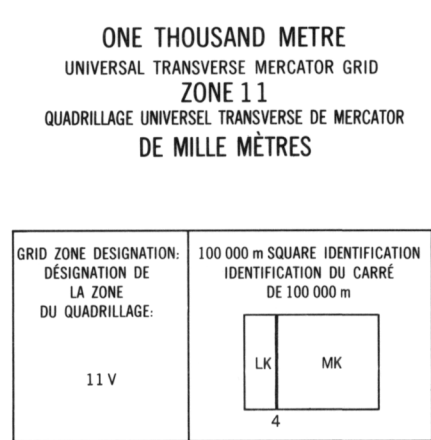 ONE THOUSAND METRE
UNIVERSAL TRANSVERSE MERCATOR GRID
ZONE 11
QUADRILLAGE UNIVERSEL TRANSVERSE DE MERCATOR
DE MILLE MÈTRES
GRID ZONE DESIGNATION:
DÉSIGNATION DE
LA ZONE
DU QUADRILLAGE:
11 V
100 000 m SQUARE IDENTIFICATION
IDENTIFICATION DU CARRÉ
DE 100 000 m
LK
MK
4